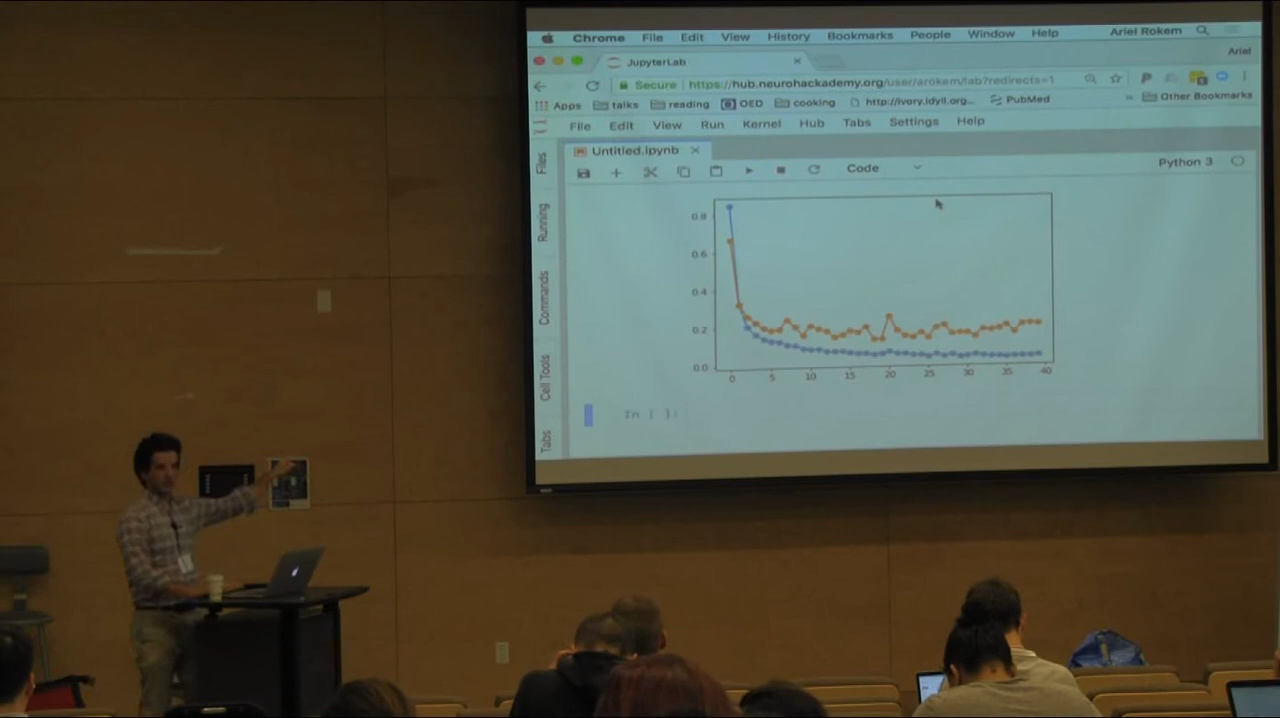 Chrome File Edit View History Bookmarks People Window Help Ariel Rokem
JupyterLab Ariel
Secure https://hub.neurohackademy.org/user/arokem/lab?redirects=1
Apps talks reading OED cooking http://ivory.idyll.org... PubMed » Other Bookmarks
File Edit View Run Kernel Hub Tabs Settings Help
Files
Running
Commands
Cell Tools
Tabs
Untitled.ipynb
Code Python 3
0.8
0.6
0.4
0.2
0.0
0 5 10 15 20 25 30 35 40
In [ ]: